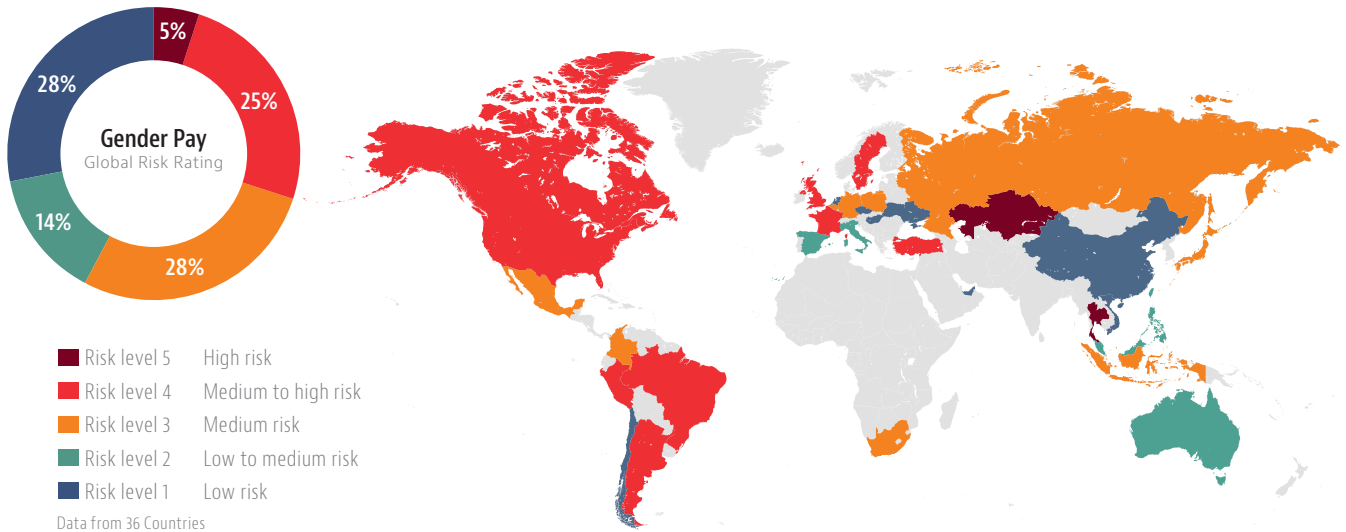 5%
28%
25%
Gender Pay
Global Risk Rating
14%
28%
Risk level 5 High risk
Risk level 4 Medium to high risk
Risk level 3 Medium risk
Risk level 2 Low to medium risk
Risk level 1 Low risk
Data from 36 Countries